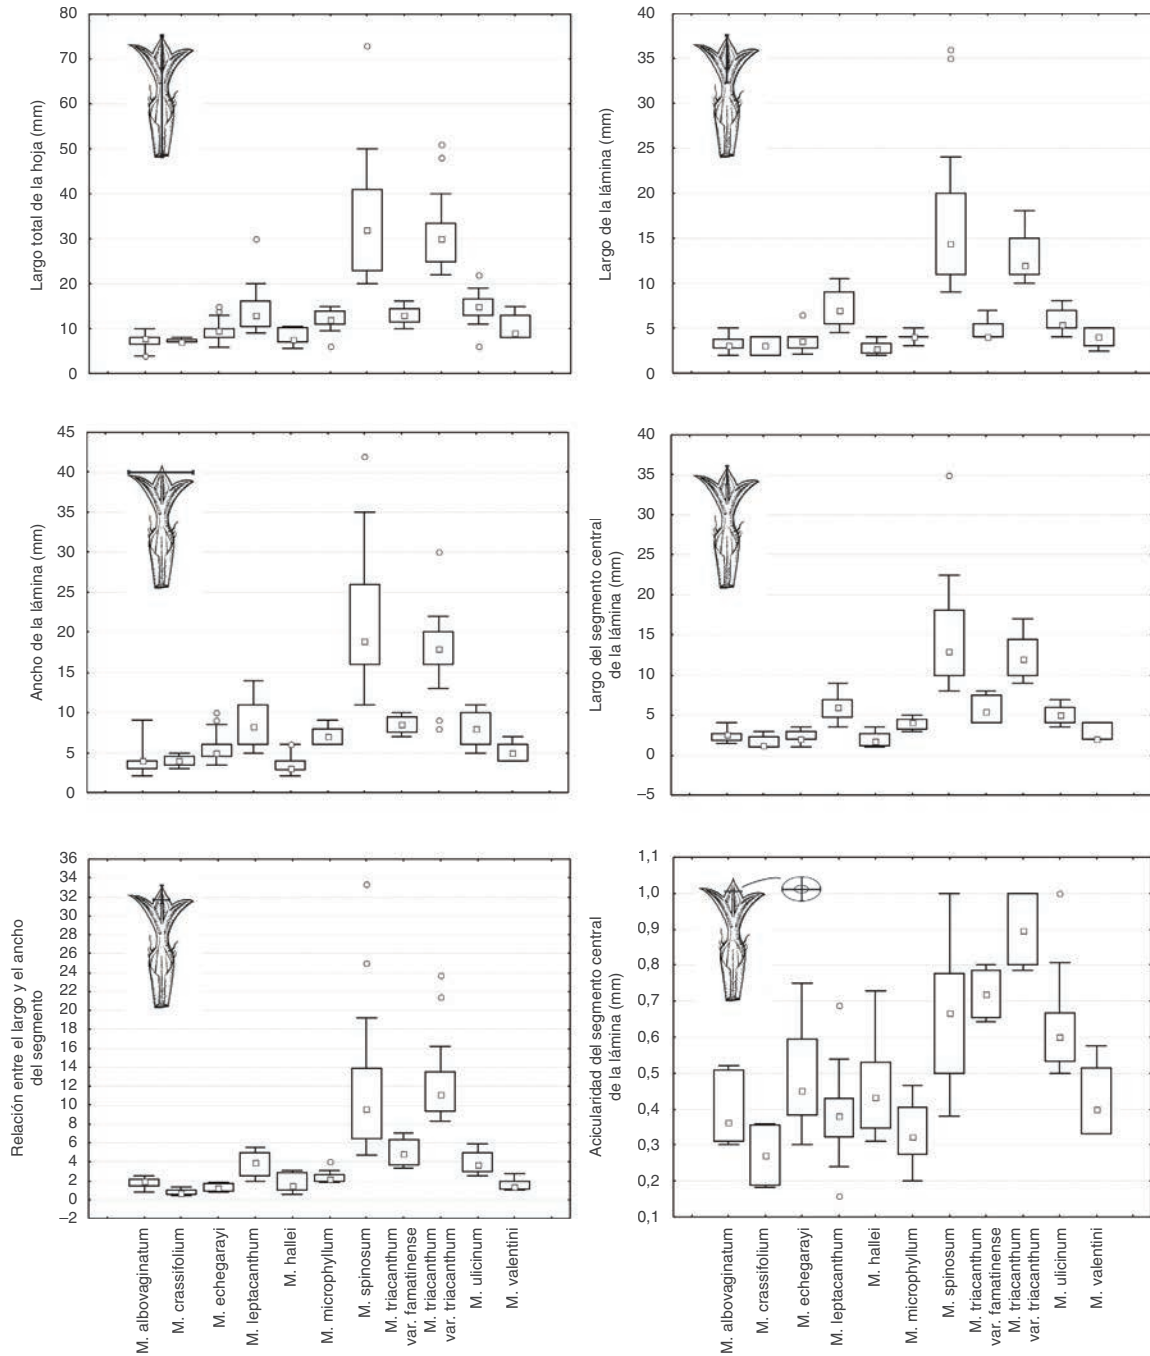 80
70
60
50
40
30
20
10
0
Largo total de la hoja (mm)
40
35
30
25
20
15
10
5
0
Largo de la lámina (mm)
45
40
35
30
25
20
15
10
5
0
Ancho de la lámina (mm)
40
35
30
25
20
15
10
5
0
–5
Largo del segmento central
de la lámina (mm)
36
34
32
30
28
26
24
22
20
18
16
14
12
10
8
6
4
2
0
–2
Relación entre el largo y el ancho
del segmento
M. albovaginatum
M. crassifolium
M. echegarayi
M. leptacanthum
M. hallei
M. microphyllum
M. spinosum
M. triacanthum
var. famatinense
M. triacanthum
var. triacanthum
M. ulicinum
M. valentini
1,1
1,0
0,9
0,8
0,7
0,6
0,5
0,4
0,3
0,2
0,1
Acicularidad del segmento central
de la lámina (mm)
M. albovaginatum
M. crassifolium
M. echegarayi
M. leptacanthum
M. hallei
M. microphyllum
M. spinosum
M. triacanthum
var. famatinense
M. triacanthum
var. triacanthum
M. ulicinum
M. valentini